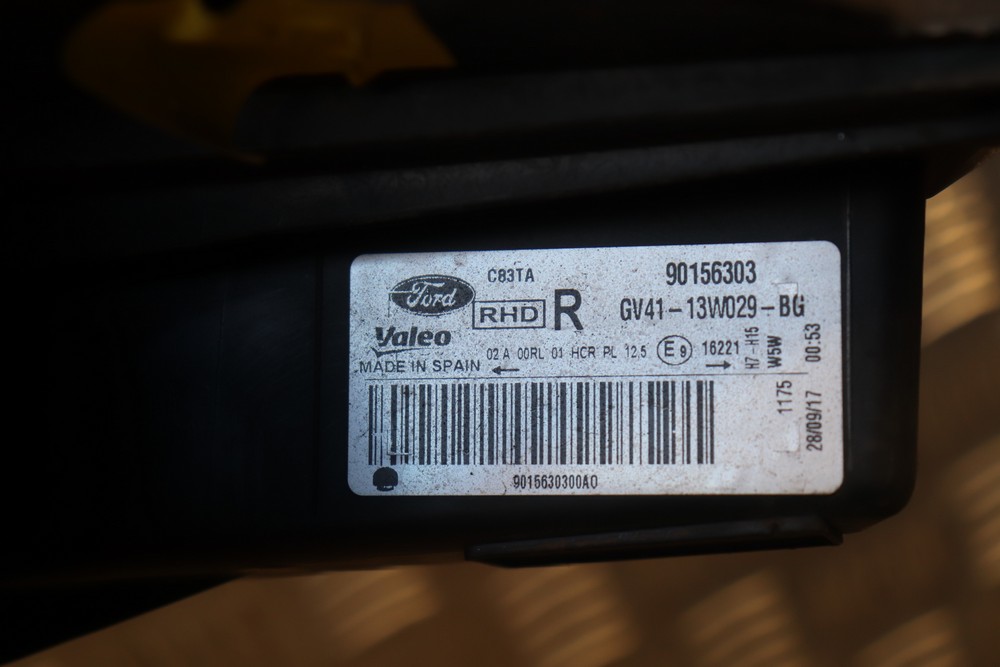 C83TA
90156303
Ford
RHD
R
GV41-13W029-BG
Valeo
02 A 00RL 01 HCR PL 12.5
E9
16221
MADE IN SPAIN
H7-H15
W5W
00:53
1175
28/09/17
9015630300A0